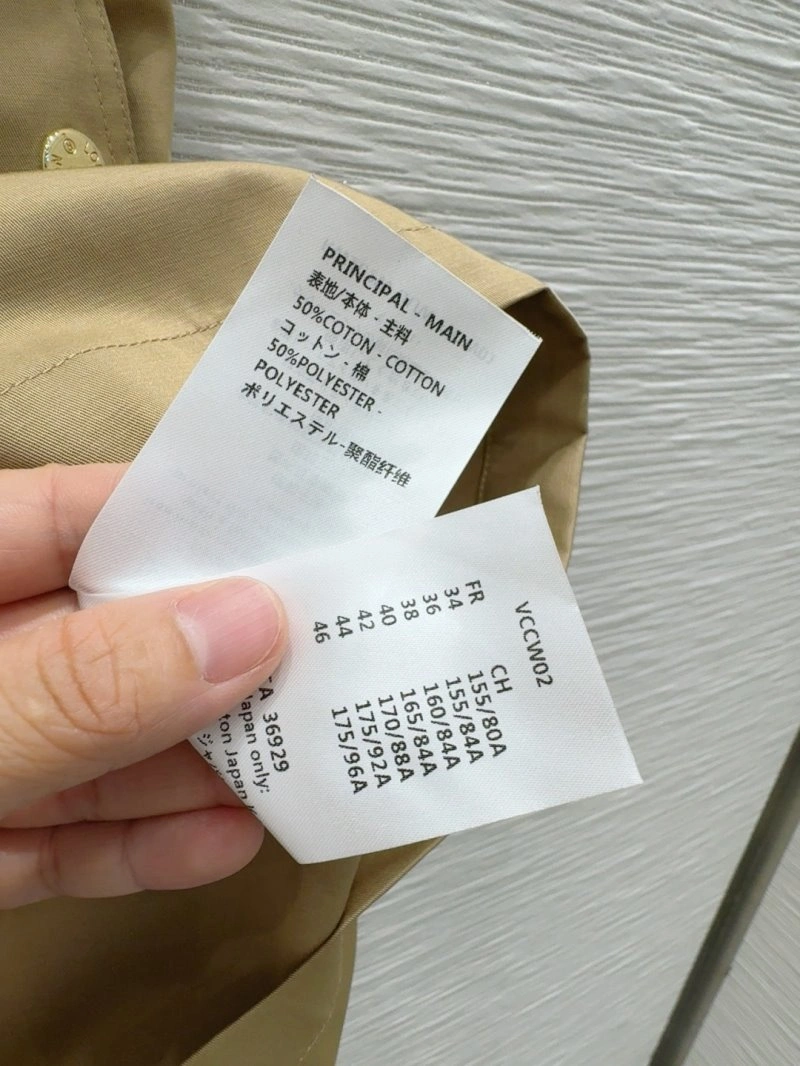 PRINCIPAL - MAIN
表地/本体 - 主料
50%COTON - COTTON
コットン - 棉
50%POLYESTER -
POLYESTER
ポリエステル-聚酯纤维
VCCW02
FR CH
34 155/80A
36 155/84A
38 160/84A
40 165/84A
42 170/88A
44 175/92A
46 175/96A
36929
Japan only:
Japan